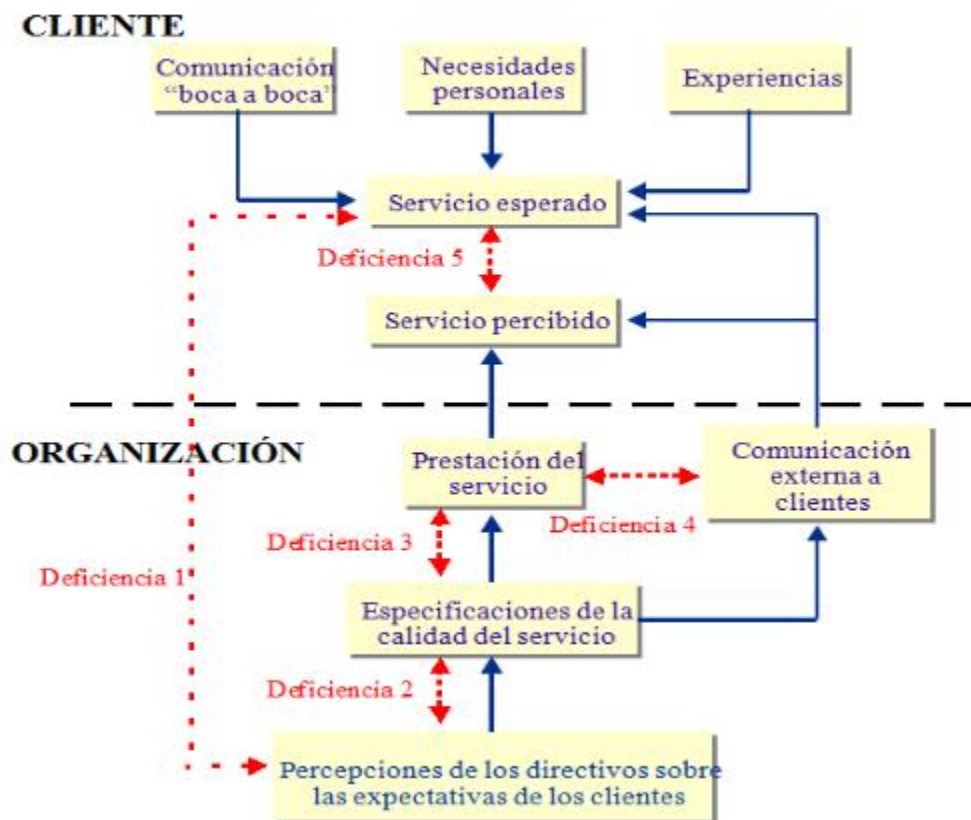 CLIENTE
Comunicación
“boca a boca”
Necesidades
personales
Experiencias
Servicio esperado
Deficiencia 5
Servicio percibido
ORGANIZACIÓN
Prestación del
servicio
Comunicación
externa a
clientes
Deficiencia 4
Deficiencia 3
Deficiencia 1
Especificaciones de la
calidad del servicio
Deficiencia 2
Percepciones de los directivos sobre
las expectativas de los clientes